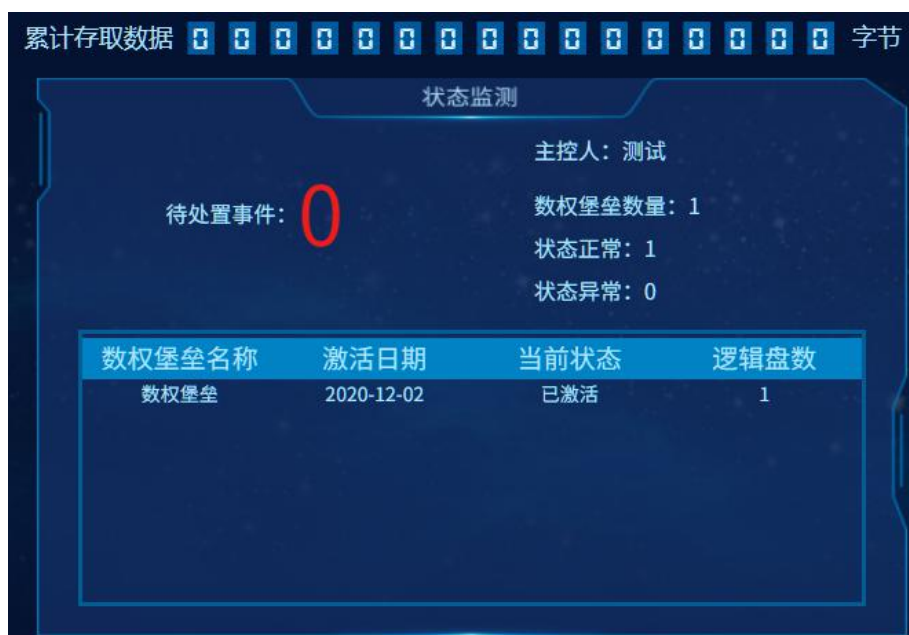 累计存取数据 0 0 0 0 0 0 0 0 0 0 0 0 0 0 0 0 字节
状态监测
主控人：测试
待处置事件：0
数权堡垒数量：1
状态正常：1
状态异常：0
数权堡垒名称 激活日期 当前状态 逻辑盘数
数权堡垒 2020-12-02 已激活 1